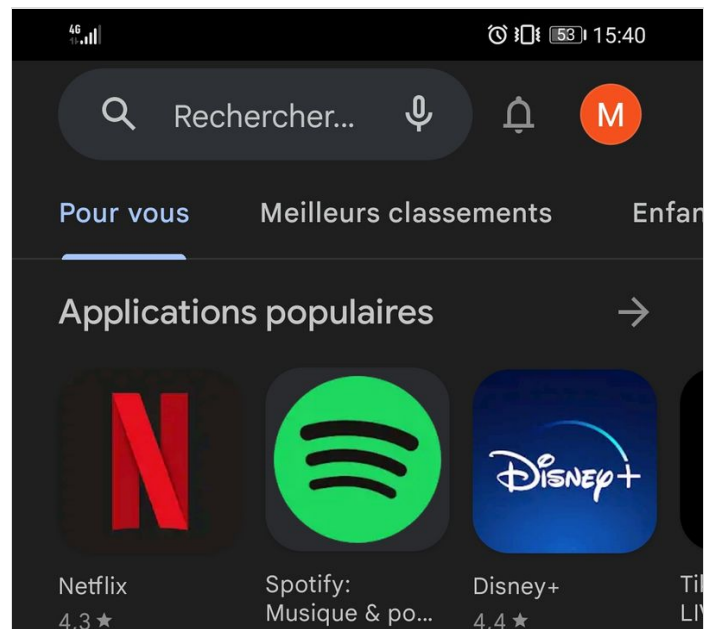 4G
53 15:40
Rechercher...
M
Pour vous
Meilleurs classements
Applications populaires
N
Disney+
Netflix
4,3 ★
Spotify:
Musique & po...
Disney+
4,4 ★
LI